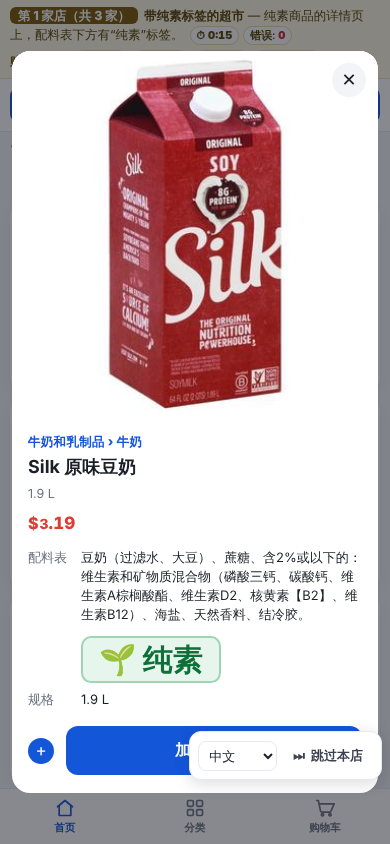 第 1 家店（共 3 家） 带纯素标签的超市 — 纯素商品的详情页
上，配料表下方有“纯素”标签。 ⏱ 0:15 错误: 0
×
ORIGINAL
8G PROTEIN
ORIGINAL
SOY
8G
PROTEIN
Silk
Silk
ORIGINAL
THE ORIGINAL
NUTRITION
POWERHOUSE
SOYMILK
牛奶和乳制品 › 牛奶
Silk 原味豆奶
1.9 L
$3.19
配料表 豆奶（过滤水、大豆）、蔗糖、含2%或以下的：
维生素和矿物质混合物（磷酸三钙、碳酸钙、维
生素A棕榈酸酯、维生素D2、核黄素【B2】、维
生素B12）、海盐、天然香料、结冷胶。
🌱 纯素
规格 1.9 L
+ 加
中文 ⏭ 跳过本店
首页 分类 购物车